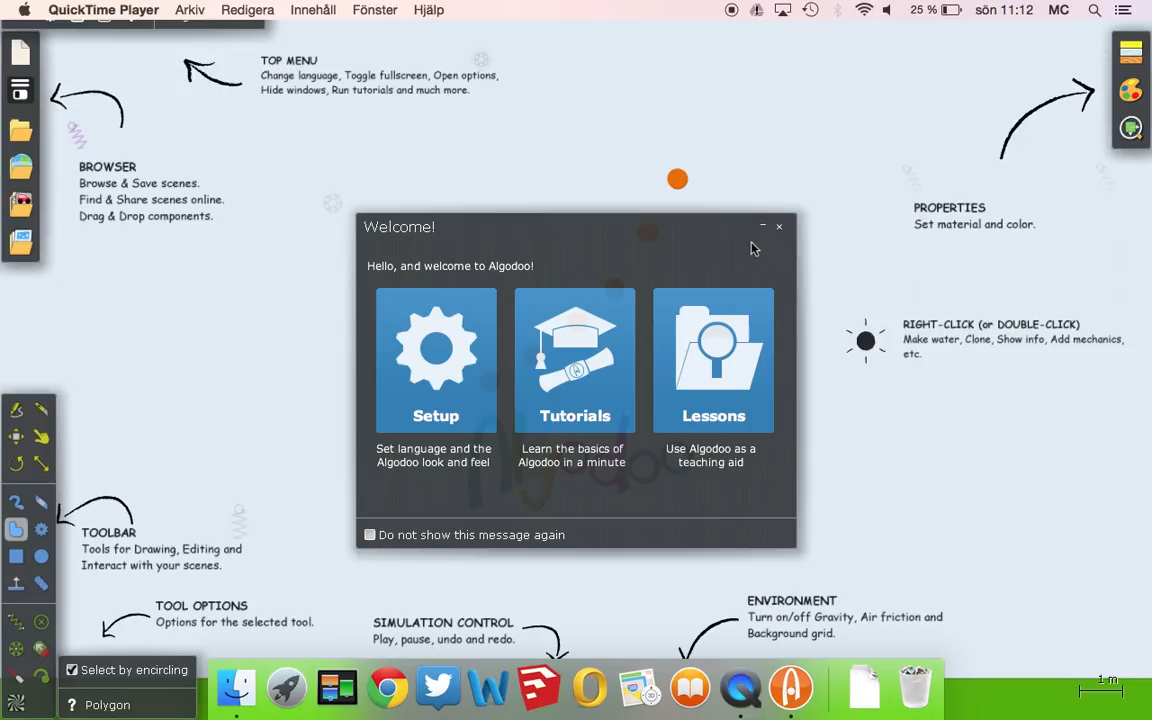 QuickTime Player Arkiv Redigera Innehåll Fönster Hjälp 25 % sön 11:12 MC
TOP MENU
Change language, Toggle fullscreen, Open options,
Hide windows, Run tutorials and much more.
BROWSER
Browse & Save scenes.
Find & Share scenes online.
Drag & Drop components.
PROPERTIES
Set material and color.
Welcome!
Hello, and welcome to Algodoo!
Setup
Tutorials
Lessons
Set language and the
Algodoo look and feel
Learn the basics of
Algodoo in a minute
Use Algodoo as a
teaching aid
Do not show this message again
RIGHT-CLICK (or DOUBLE-CLICK)
Make water, Clone, Show info, Add mechanics,
etc.
TOOLBAR
Tools for Drawing, Editing and
Interact with your scenes.
TOOL OPTIONS
Options for the selected tool.
SIMULATION CONTROL
Play, pause, undo and redo.
ENVIRONMENT
Turn on/off Gravity, Air friction and
Background grid.
Select by encircling
? Polygon
1 m